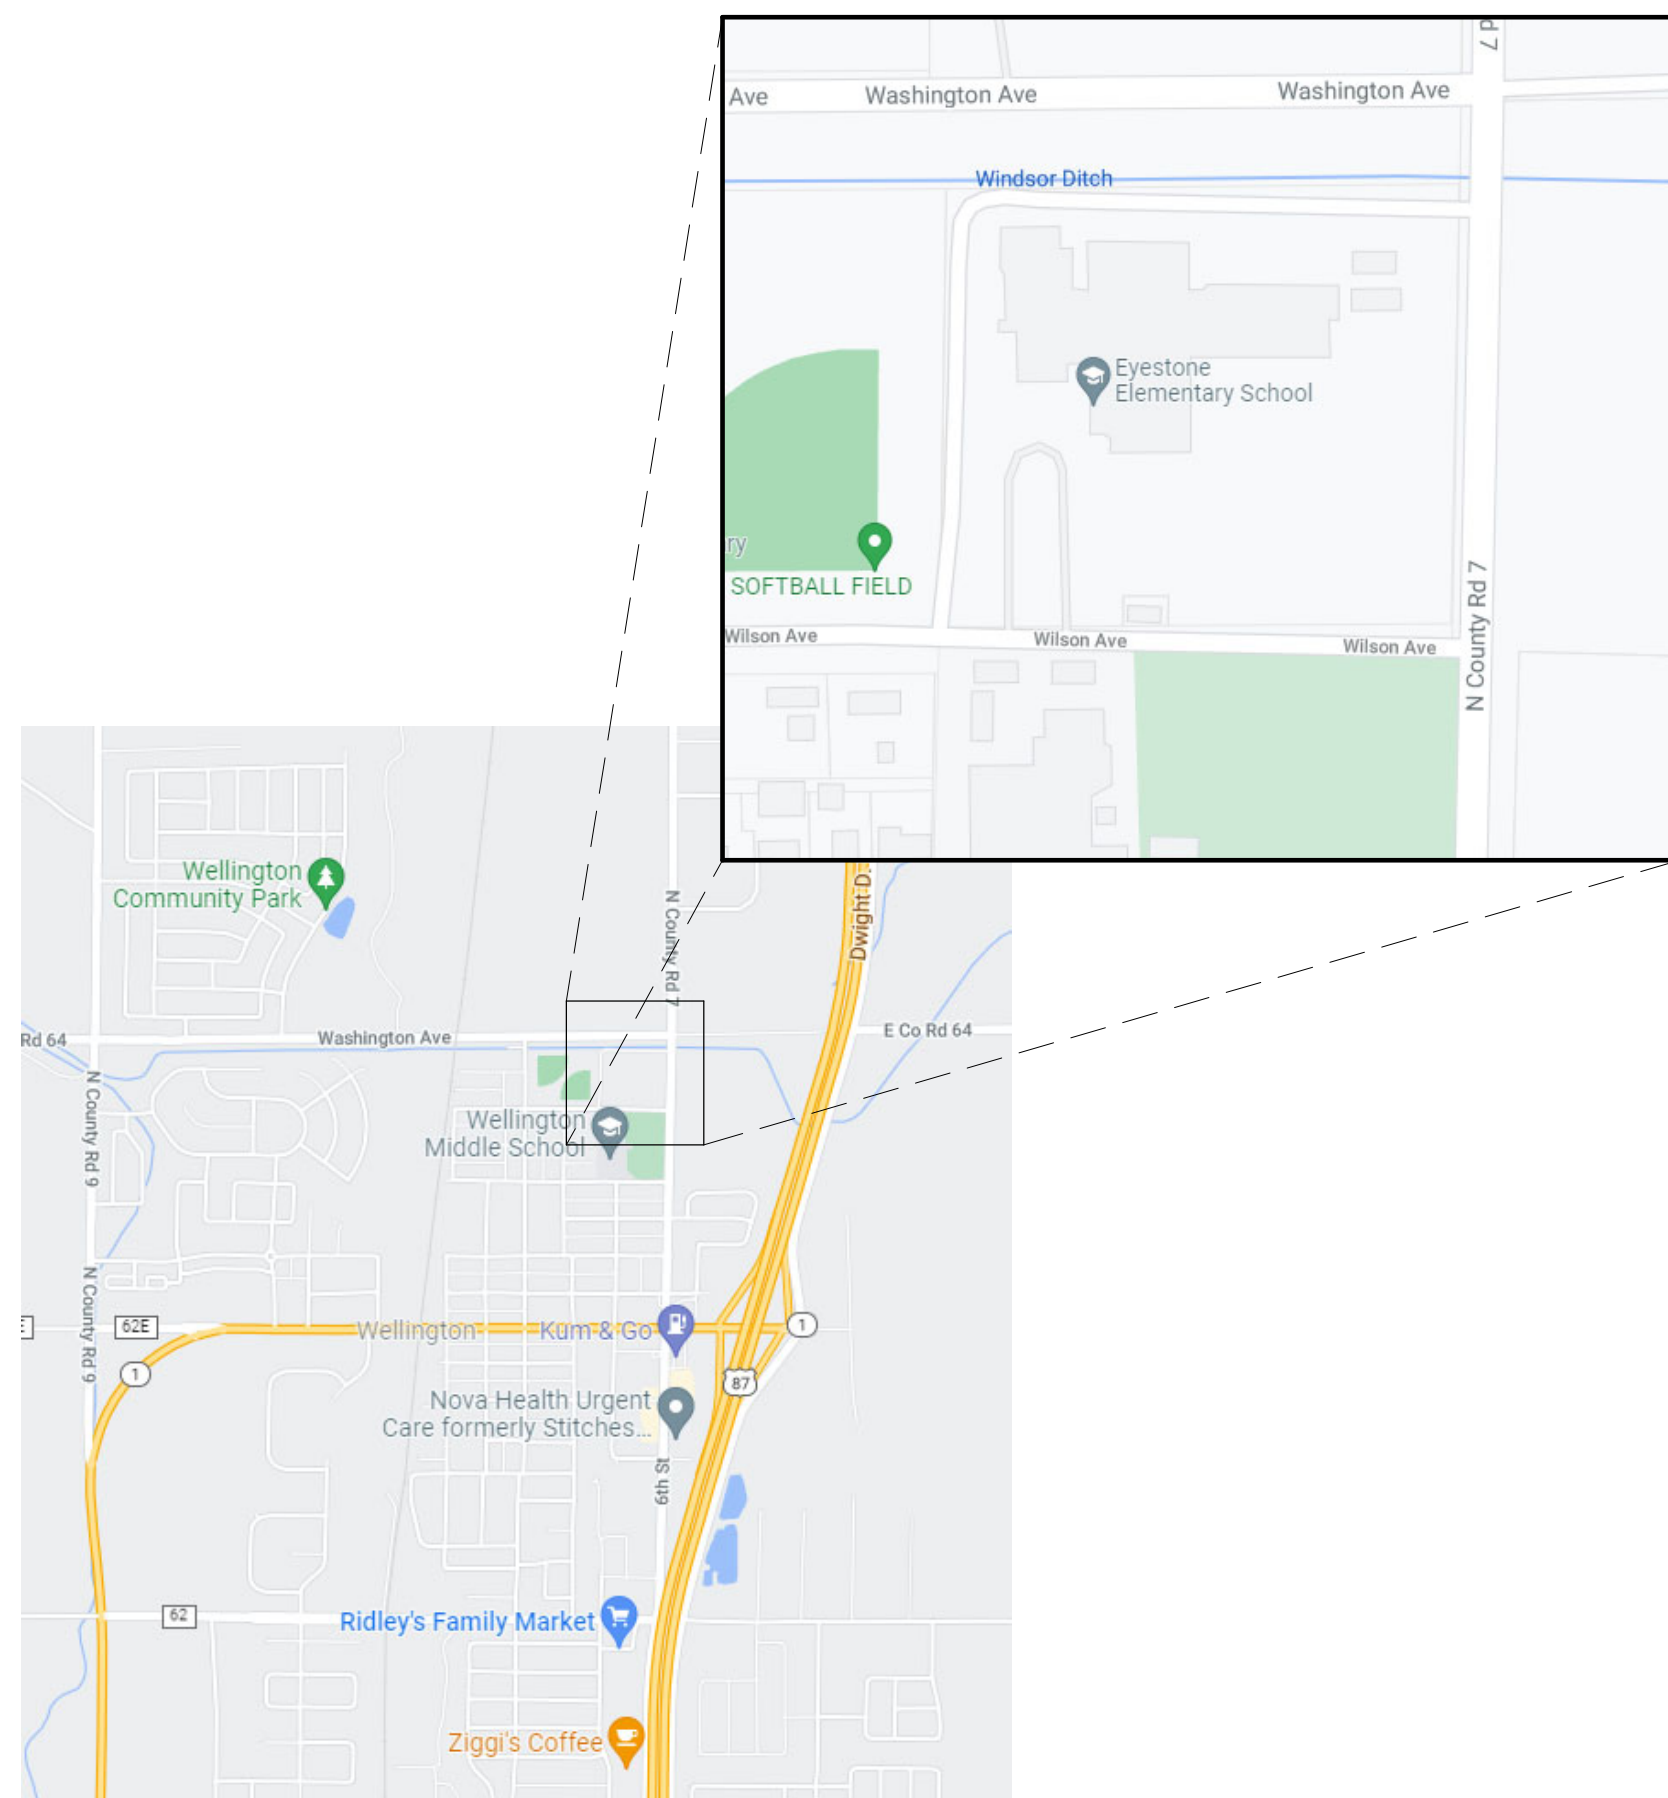 d 7
Ave
Washington Ave
Washington Ave
Windsor Ditch
Eyestone
Elementary School
ry
SOFTBALL FIELD
N County Rd 7
Wilson Ave
Wilson Ave
Wilson Ave
Wellington
Community Park
N County Rd 7
Dwight D.
Rd 64
Washington Ave
E Co Rd 64
N County Rd 9
Wellington
Middle School
N County Rd 9
62E
Wellington
Kum & Go
1
1
87
Nova Health Urgent
Care formerly Stitches...
6th St
62
Ridley's Family Market
Ziggi's Coffee